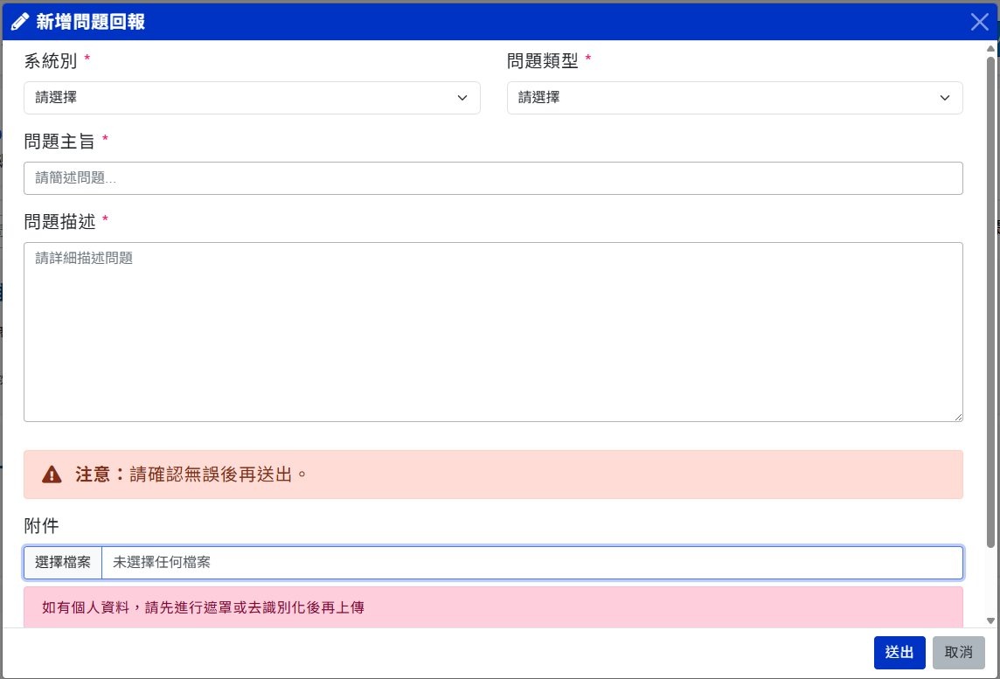 新增問題回報
系統別 *
問題類型 *
請選擇
請選擇
問題主旨 *
請簡述問題...
問題描述 *
請詳細描述問題
注意：請確認無誤後再送出。
附件
選擇檔案 未選擇任何檔案
如有個人資料，請先進行遮罩或去識別化後再上傳
送出 取消